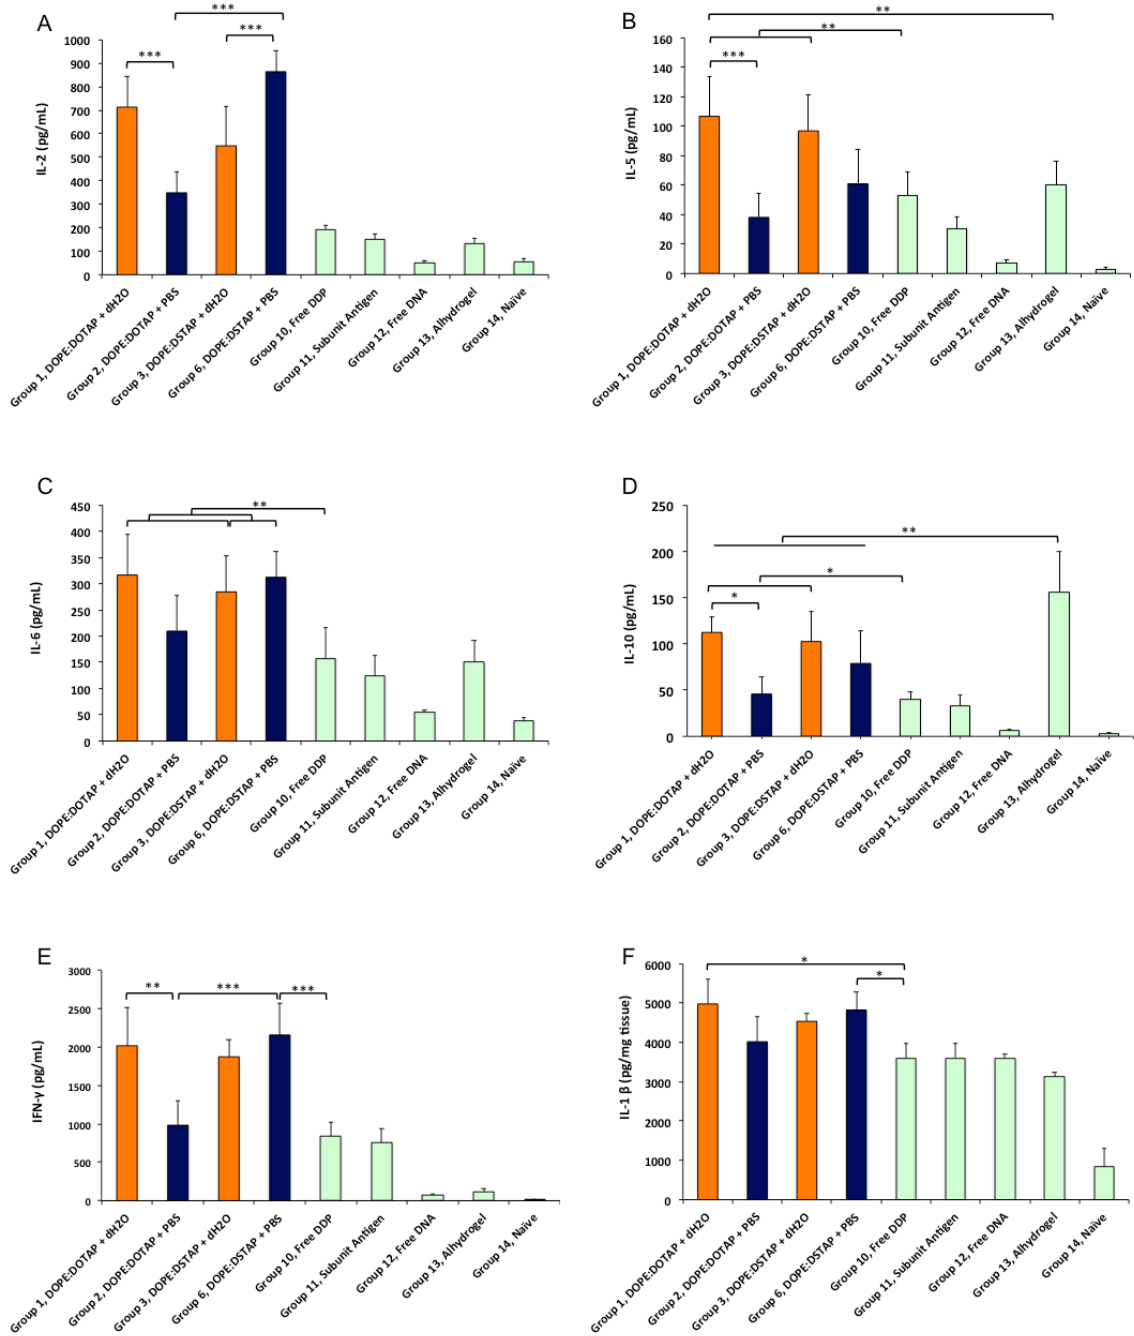 A
***
***
***
1000
900
800
700
600
500
400
300
200
100
0
IL-2 (pg/mL)
Group 1, DOPE:DOTAP + dH2O
Group 2, DOPE:DOTAP + PBS
Group 3, DOPE:DSTAP + dH2O
Group 6, DOPE:DSTAP + PBS
Group 10, Free DDP
Group 11, Subunit Antigen
Group 12, Free DNA
Group 13, Alhydrogel
Group 14, Naïve
B
**
**
***
160
140
120
100
80
60
40
20
0
IL-5 (pg/mL)
Group 1, DOPE:DOTAP + dH2O
Group 2, DOPE:DOTAP + PBS
Group 3, DOPE:DSTAP + dH2O
Group 6, DOPE:DSTAP + PBS
Group 10, Free DDP
Group 11, Subunit Antigen
Group 12, Free DNA
Group 13, Alhydrogel
Group 14, Naïve
C
**
450
400
350
300
250
200
150
100
50
0
IL-6 (pg/mL)
Group 1, DOPE:DOTAP + dH2O
Group 2, DOPE:DOTAP + PBS
Group 3, DOPE:DSTAP + dH2O
Group 6, DOPE:DSTAP + PBS
Group 10, Free DDP
Group 11, Subunit Antigen
Group 12, Free DNA
Group 13, Alhydrogel
Group 14, Naïve
D
**
*
*
250
200
150
100
50
0
IL-10 (pg/mL)
Group 1, DOPE:DOTAP + dH2O
Group 2, DOPE:DOTAP + PBS
Group 3, DOPE:DSTAP + dH2O
Group 6, DOPE:DSTAP + PBS
Group 10, Free DDP
Group 11, Subunit Antigen
Group 12, Free DNA
Group 13, Alhydrogel
Group 14, Naïve
E
**
***
***
3000
2500
2000
1500
1000
500
0
IFN-γ (pg/mL)
Group 1, DOPE:DOTAP + dH2O
Group 2, DOPE:DOTAP + PBS
Group 3, DOPE:DSTAP + dH2O
Group 6, DOPE:DSTAP + PBS
Group 10, Free DDP
Group 11, Subunit Antigen
Group 12, Free DNA
Group 13, Alhydrogel
Group 14, Naïve
F
*
*
6000
5000
4000
3000
2000
1000
0
IL-1 β (pg/mg tissue)
Group 1, DOPE:DOTAP + dH2O
Group 2, DOPE:DOTAP + PBS
Group 3, DOPE:DSTAP + dH2O
Group 6, DOPE:DSTAP + PBS
Group 10, Free DDP
Group 11, Subunit Antigen
Group 12, Free DNA
Group 13, Alhydrogel
Group 14, Naïve